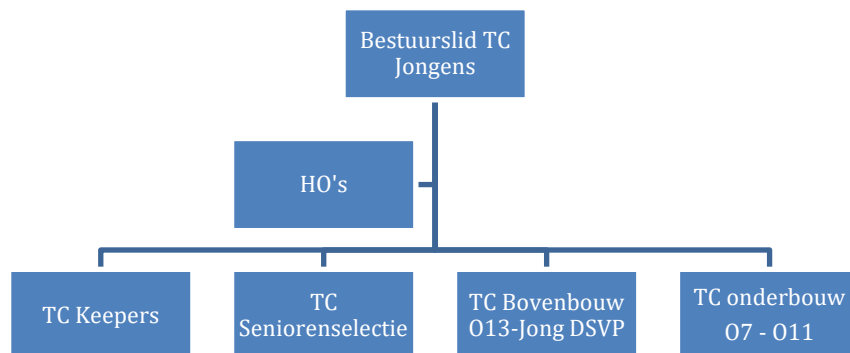 Bestuurslid TC
Jongens
HO's
TC Keepers
TC
Seniorenselectie
TC Bovenbouw
O13-Jong DSVP
TC onderbouw
O7 - O11